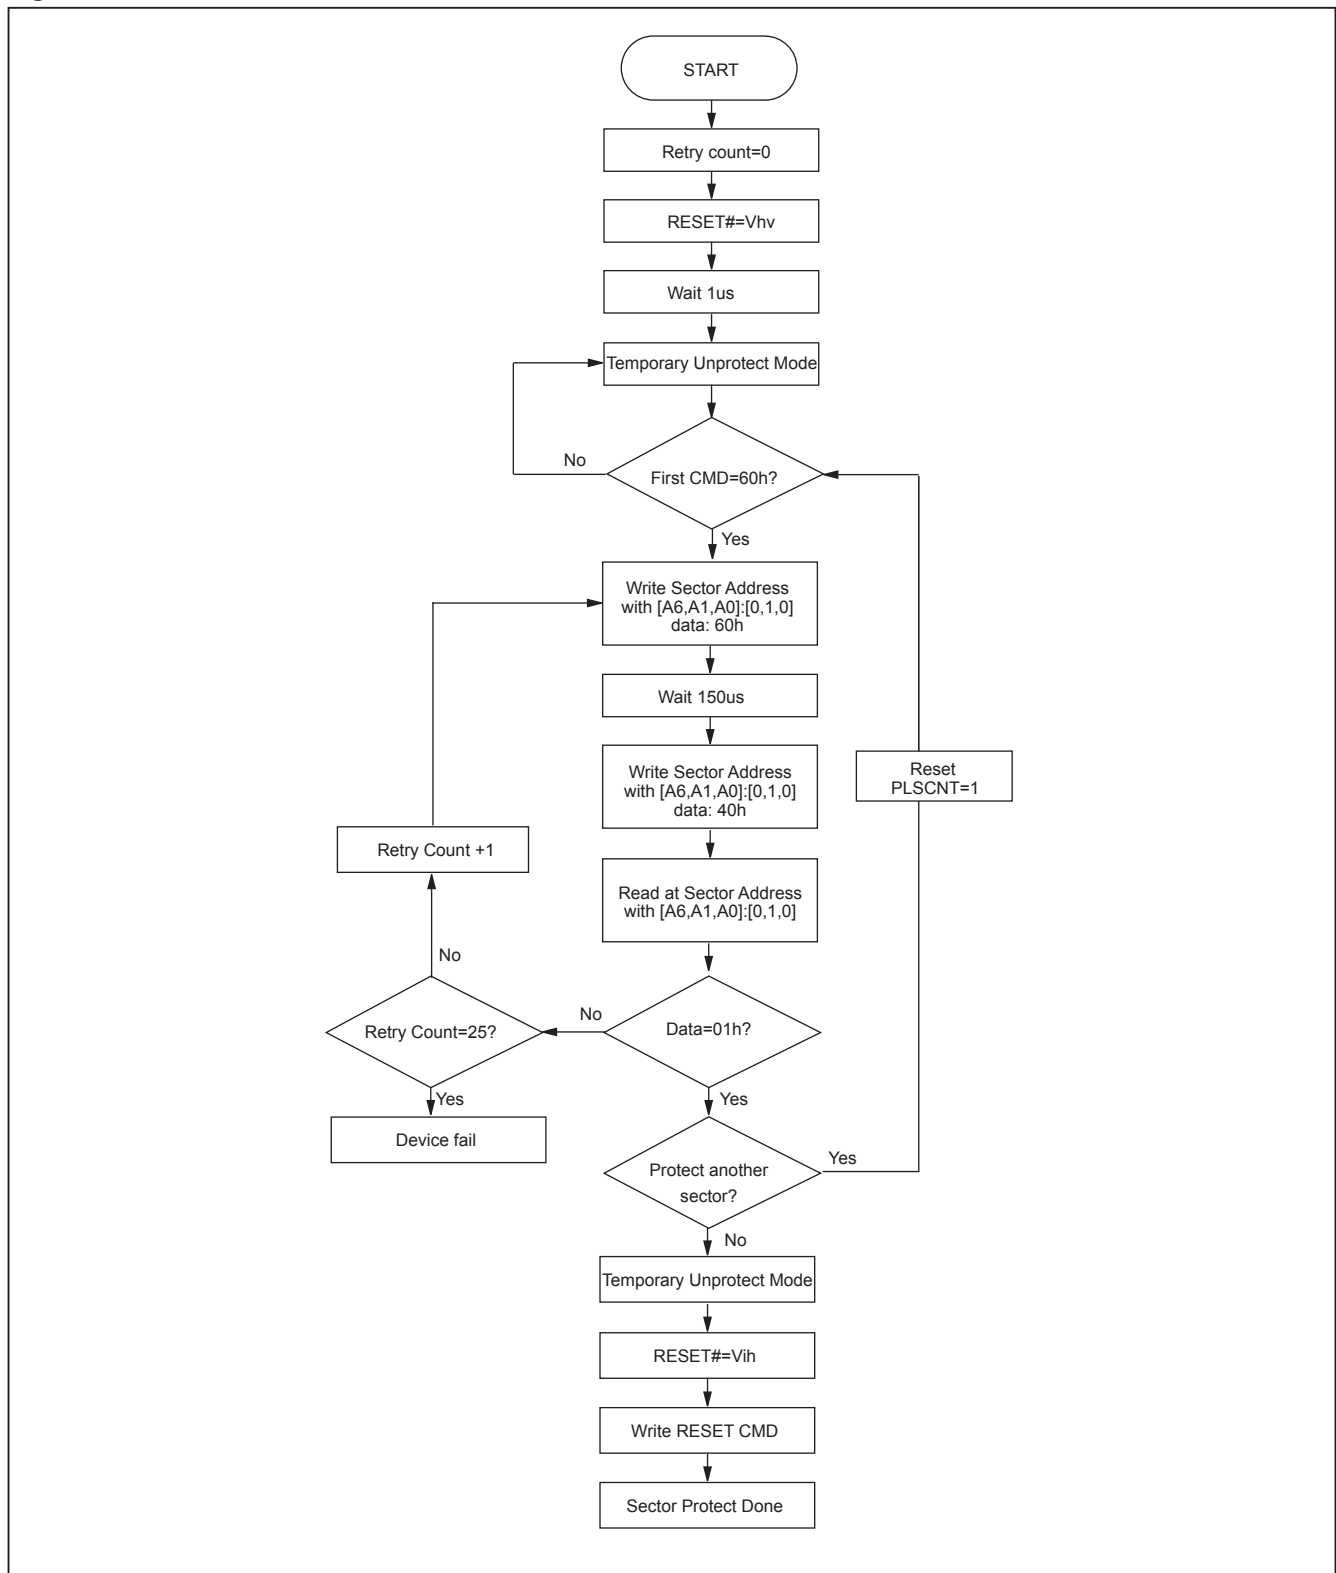 START
Retry count=0
RESET#=Vhv
Wait 1us
Temporary Unprotect Mode
No
First CMD=60h?
Yes
Write Sector Address
with [A6,A1,A0]:[0,1,0]
data: 60h
Wait 150us
Write Sector Address
with [A6,A1,A0]:[0,1,0]
data: 40h
Reset
PLSCNT=1
Retry Count +1
Read at Sector Address
with [A6,A1,A0]:[0,1,0]
No
No
Retry Count=25?
Data=01h?
Yes
Yes
Device fail
Protect another
sector?
Yes
No
Temporary Unprotect Mode
RESET#=Vih
Write RESET CMD
Sector Protect Done